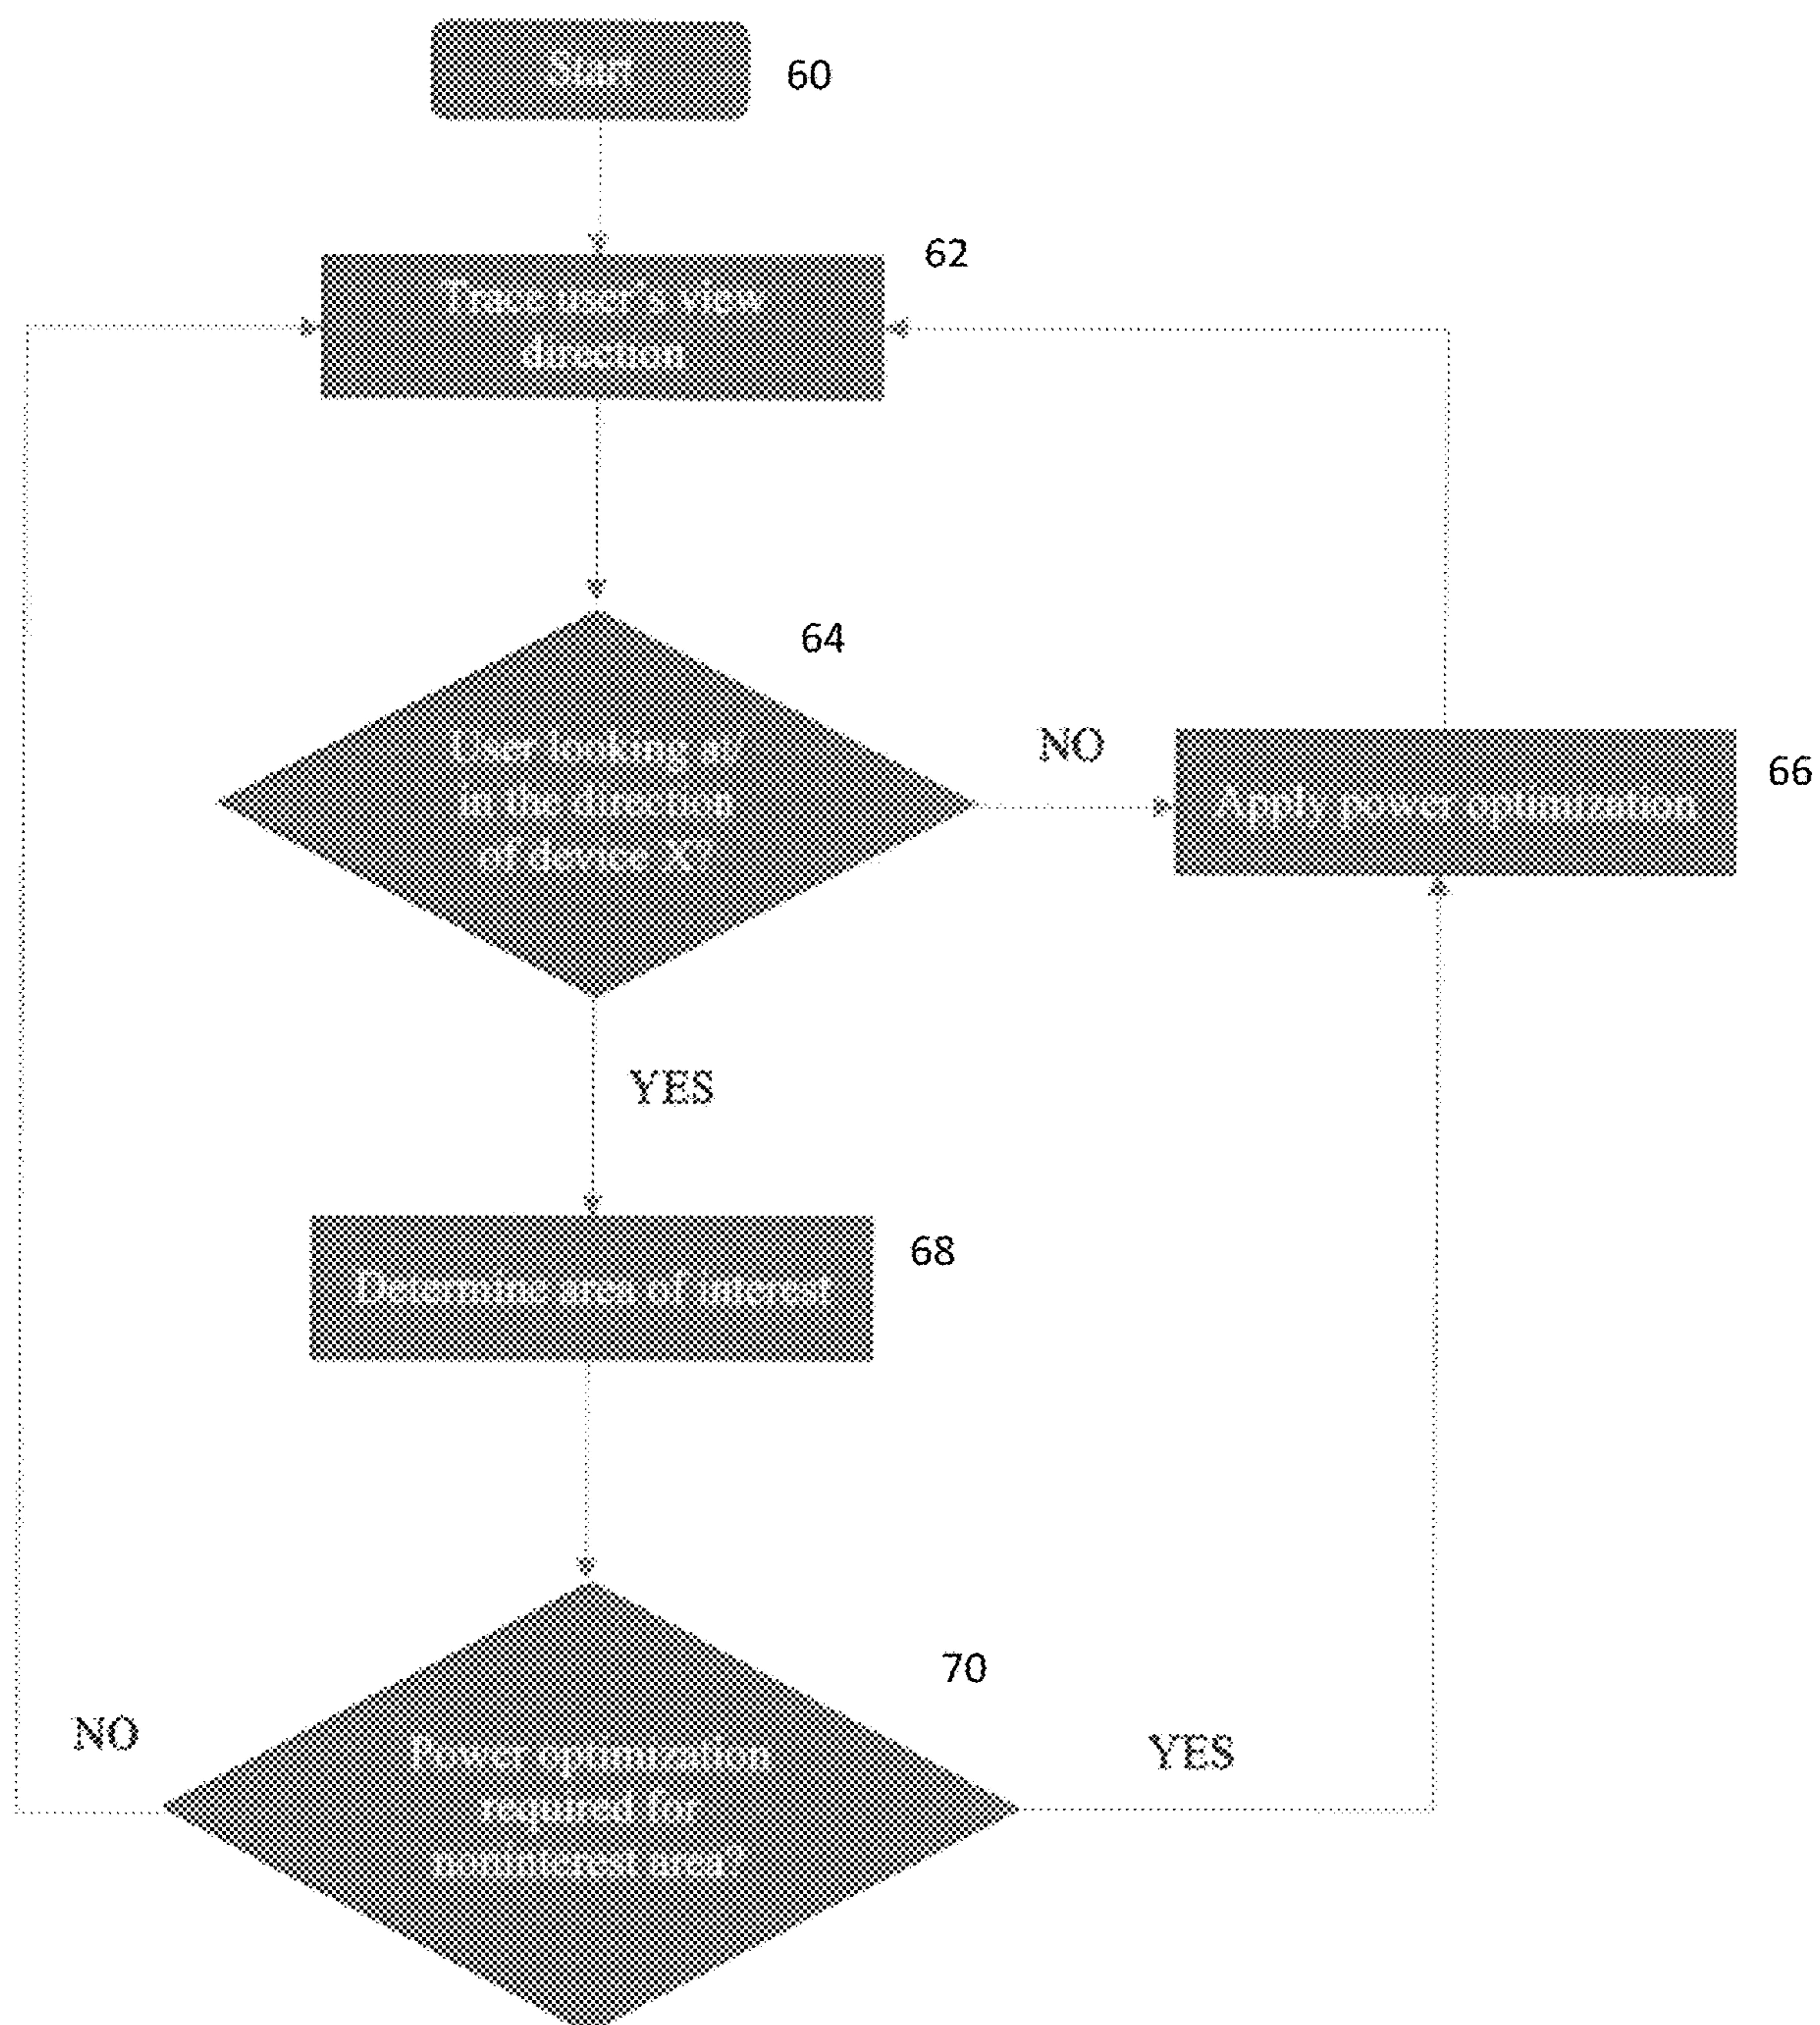 Start
60
62
Trace user's view
direction
64
User looking at/
in the direction
of device X?
NO
66
Apply power optimization
YES
68
Determine area of interest
70
Power optimization
required for
noninterest area?
NO
YES